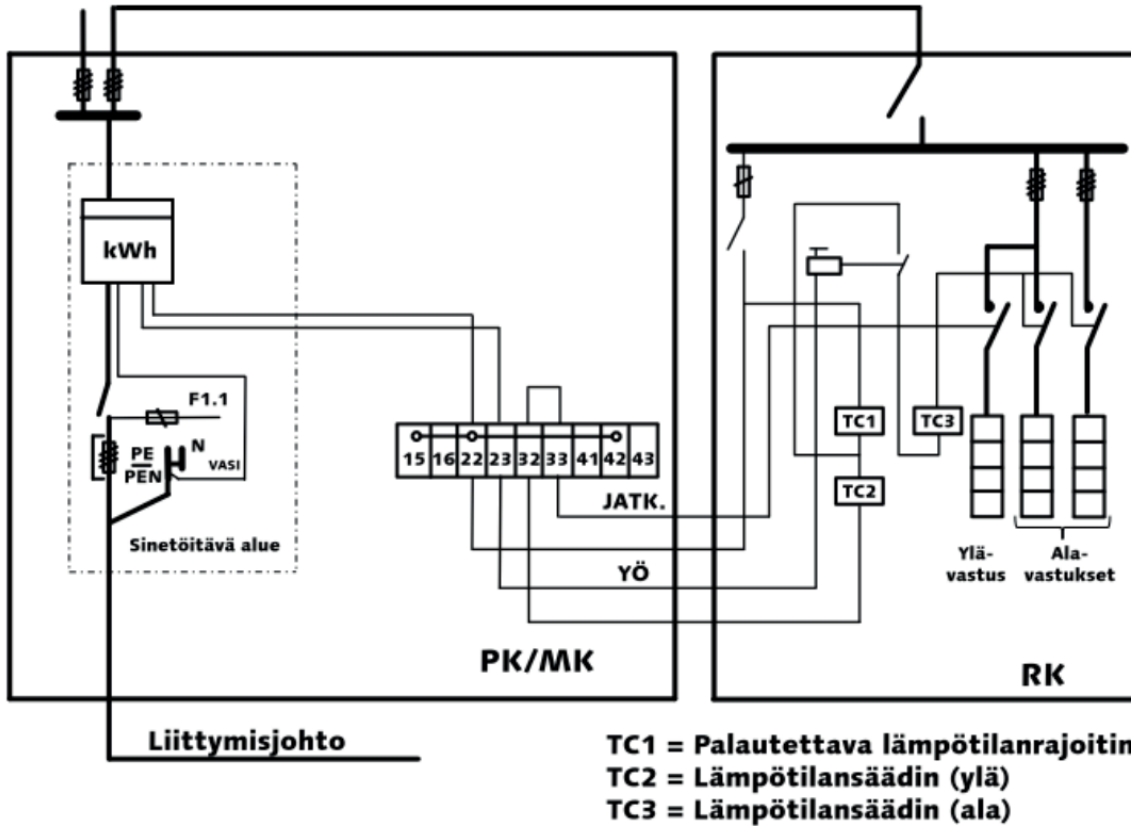 kWh
F1.1
N
PE
PEN
VASI
Sinetöitävä alue
15 16 22 23 32 33 41 42 43
JATK.
YÖ
PK/MK
TC1
TC3
TC2
Ylä-
vastus
Ala-
vastukset
RK
Liittymisjohto
TC1 = Palautettava lämpötilanrajoitin
TC2 = Lämpötilansäädin (ylä)
TC3 = Lämpötilansäädin (ala)